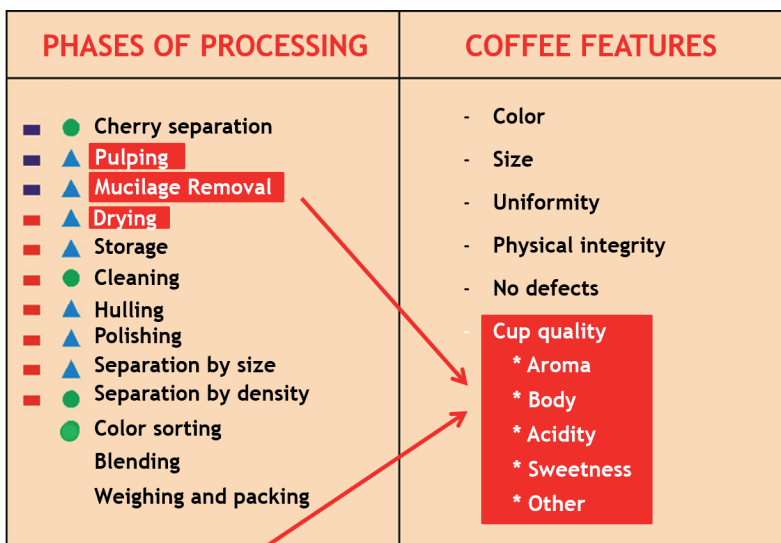 PHASES OF PROCESSING
Cherry separation
Pulping
Mucilage Removal
Drying
Storage
Cleaning
Hulling
Polishing
Separation by size
Separation by density
Color sorting
Blending
Weighing and packing
COFFEE FEATURES
- Color
- Size
- Uniformity
- Physical integrity
- No defects
- Cup quality
* Aroma
* Body
* Acidity
* Sweetness
* Other